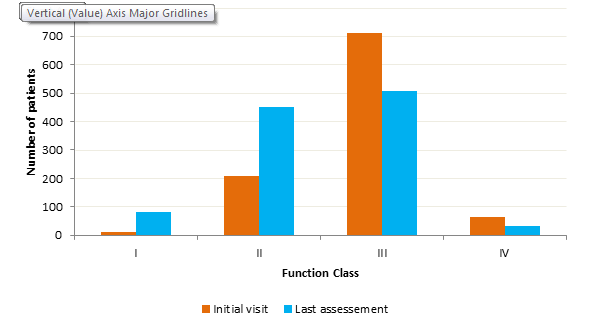 Vertical (Value) Axis Major Gridlines
700
600
500
400
300
200
100
0
Number of patients
I II III IV
Function Class
Initial visit Last assessement